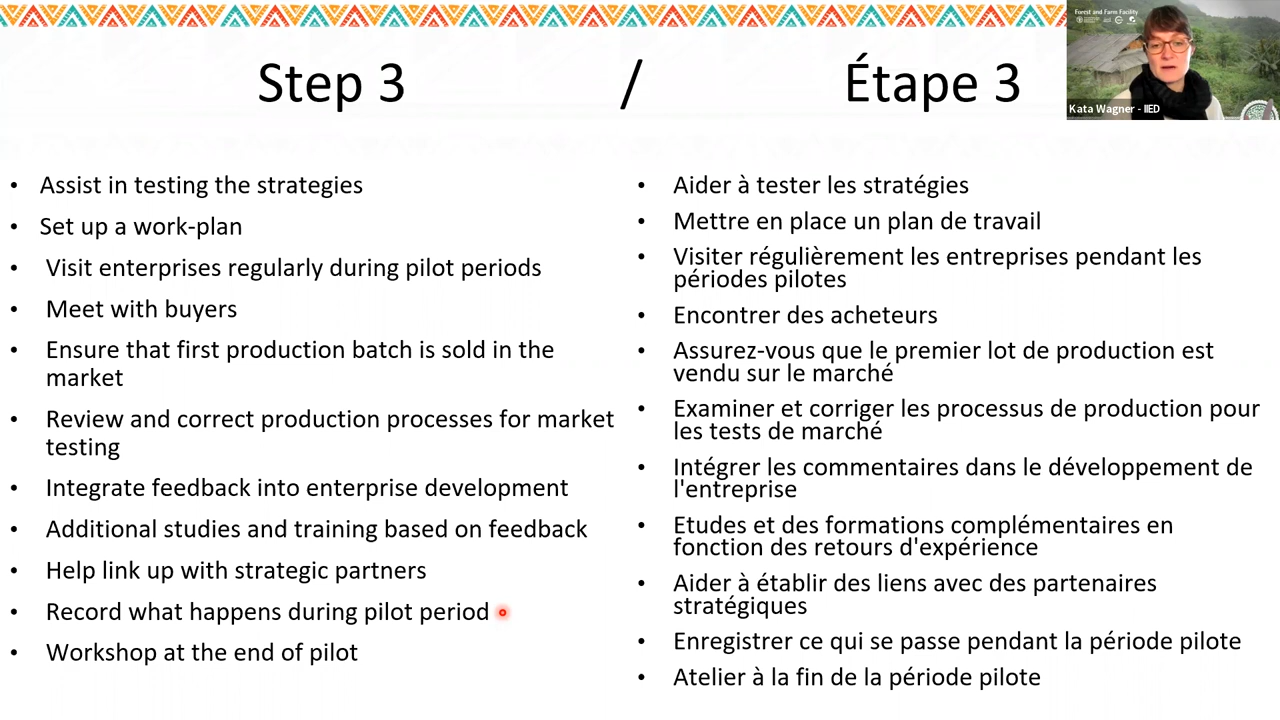 Step 3 / Étape 3
Forest and Farm Facility
Kata Wagner - IIED
• Assist in testing the strategies
• Set up a work-plan
• Visit enterprises regularly during pilot periods
• Meet with buyers
• Ensure that first production batch is sold in the
market
• Review and correct production processes for market
testing
• Integrate feedback into enterprise development
• Additional studies and training based on feedback
• Help link up with strategic partners
• Record what happens during pilot period
• Workshop at the end of pilot
• Aider à tester les stratégies
• Mettre en place un plan de travail
• Visiter régulièrement les entreprises pendant les
périodes pilotes
• Encontrer des acheteurs
• Assurez-vous que le premier lot de production est
vendu sur le marché
• Examiner et corriger les processus de production pour
les tests de marché
• Intégrer les commentaires dans le développement de
l'entreprise
• Etudes et des formations complémentaires en
fonction des retours d'expérience
• Aider à établir des liens avec des partenaires
stratégiques
• Enregistrer ce qui se passe pendant la période pilote
• Atelier à la fin de la période pilote